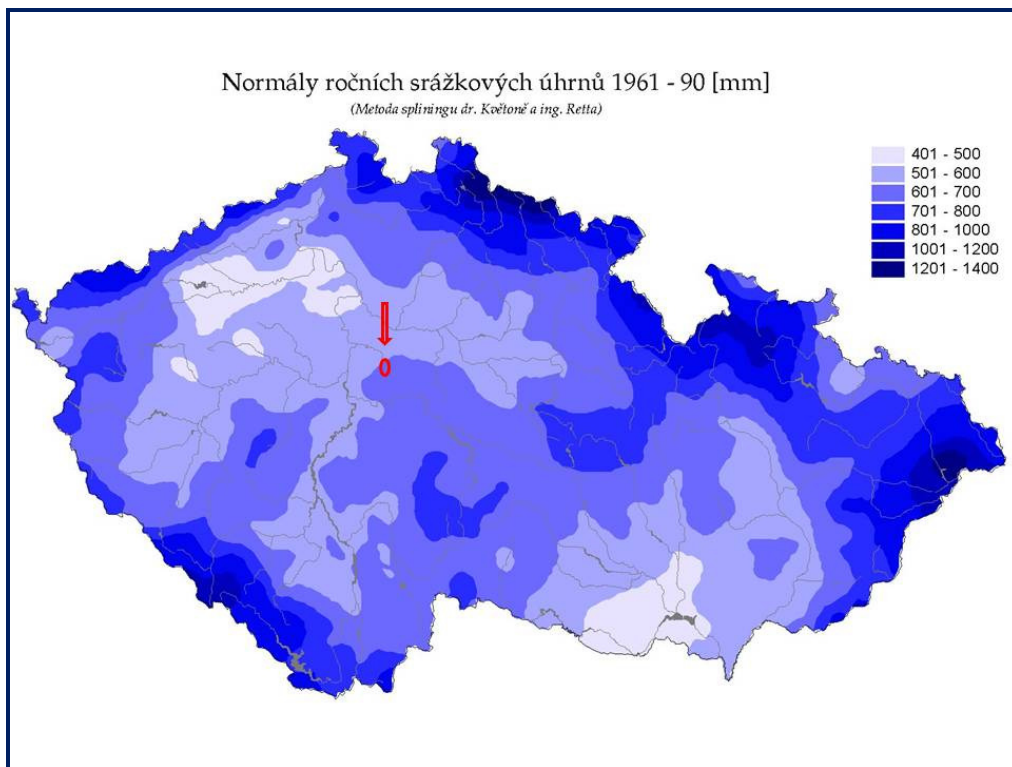 Normály ročních srážkových úhrnů 1961 - 90 [mm]
(Metoda spliningu dr. Květoně a ing. Retta)
401 - 500
501 - 600
601 - 700
701 - 800
801 - 1000
1001 - 1200
1201 - 1400